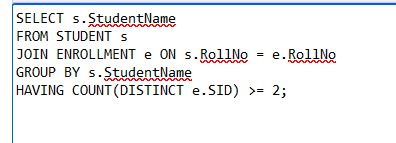 SELECT s.StudentName
FROM STUDENT s
JOIN ENROLLMENT e ON s.RollNo = e.RollNo
GROUP BY s.StudentName
HAVING COUNT(DISTINCT e.SID) >= 2;